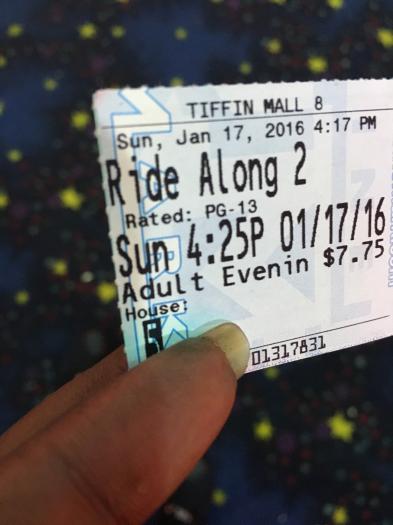 TIFFIN MALL 8
Sun, Jan 17, 2016 4:17 PM
Ride Along 2
Rated: PG-13
Sun 4:25P 01/17/16
Adult Evenin $7.75
House:
01317831